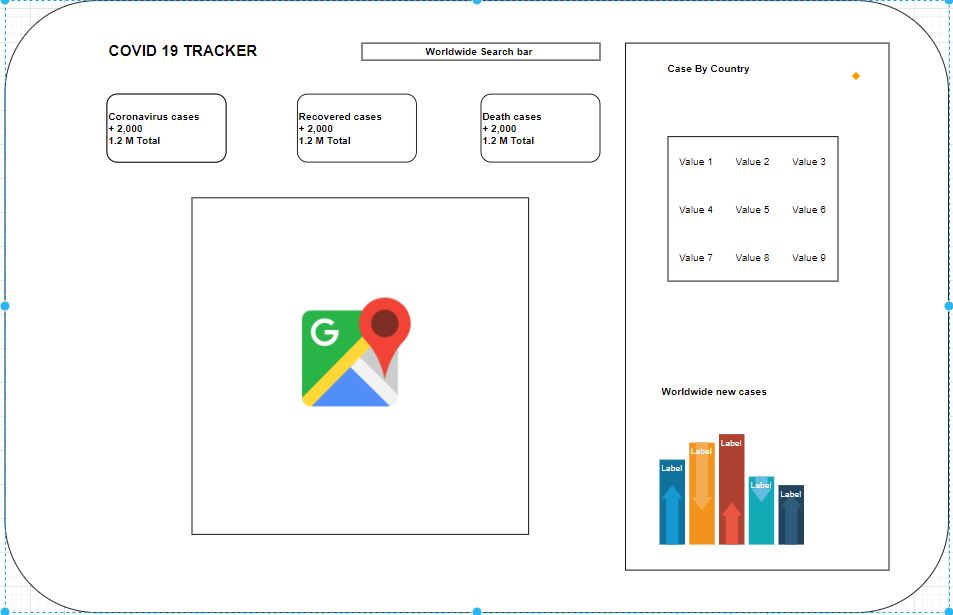 COVID 19 TRACKER
Worldwide Search bar
Coronavirus cases
+ 2,000
1.2 M Total
Recovered cases
+ 2,000
1.2 M Total
Death cases
+ 2,000
1.2 M Total
G
Case By Country
Value 1 Value 2 Value 3
Value 4 Value 5 Value 6
Value 7 Value 8 Value 9
Worldwide new cases
Label
Label
Label
Label
Label